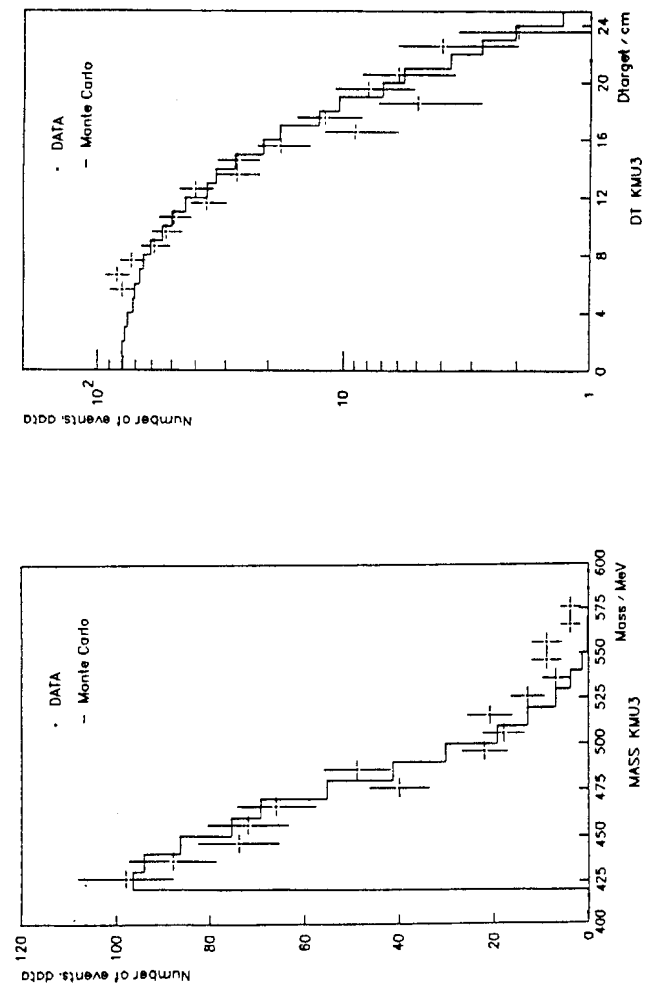 Number of events. data
10²
10
1
• DATA
– Monte Carlo
0 4 8 12 16 20 24
Dtarget / cm
DT KMU3
Number of events. data
120
100
80
60
40
20
0
• DATA
– Monte Carlo
400 425 450 475 500 525 550 575 600
Mass / MeV
MASS KMU3